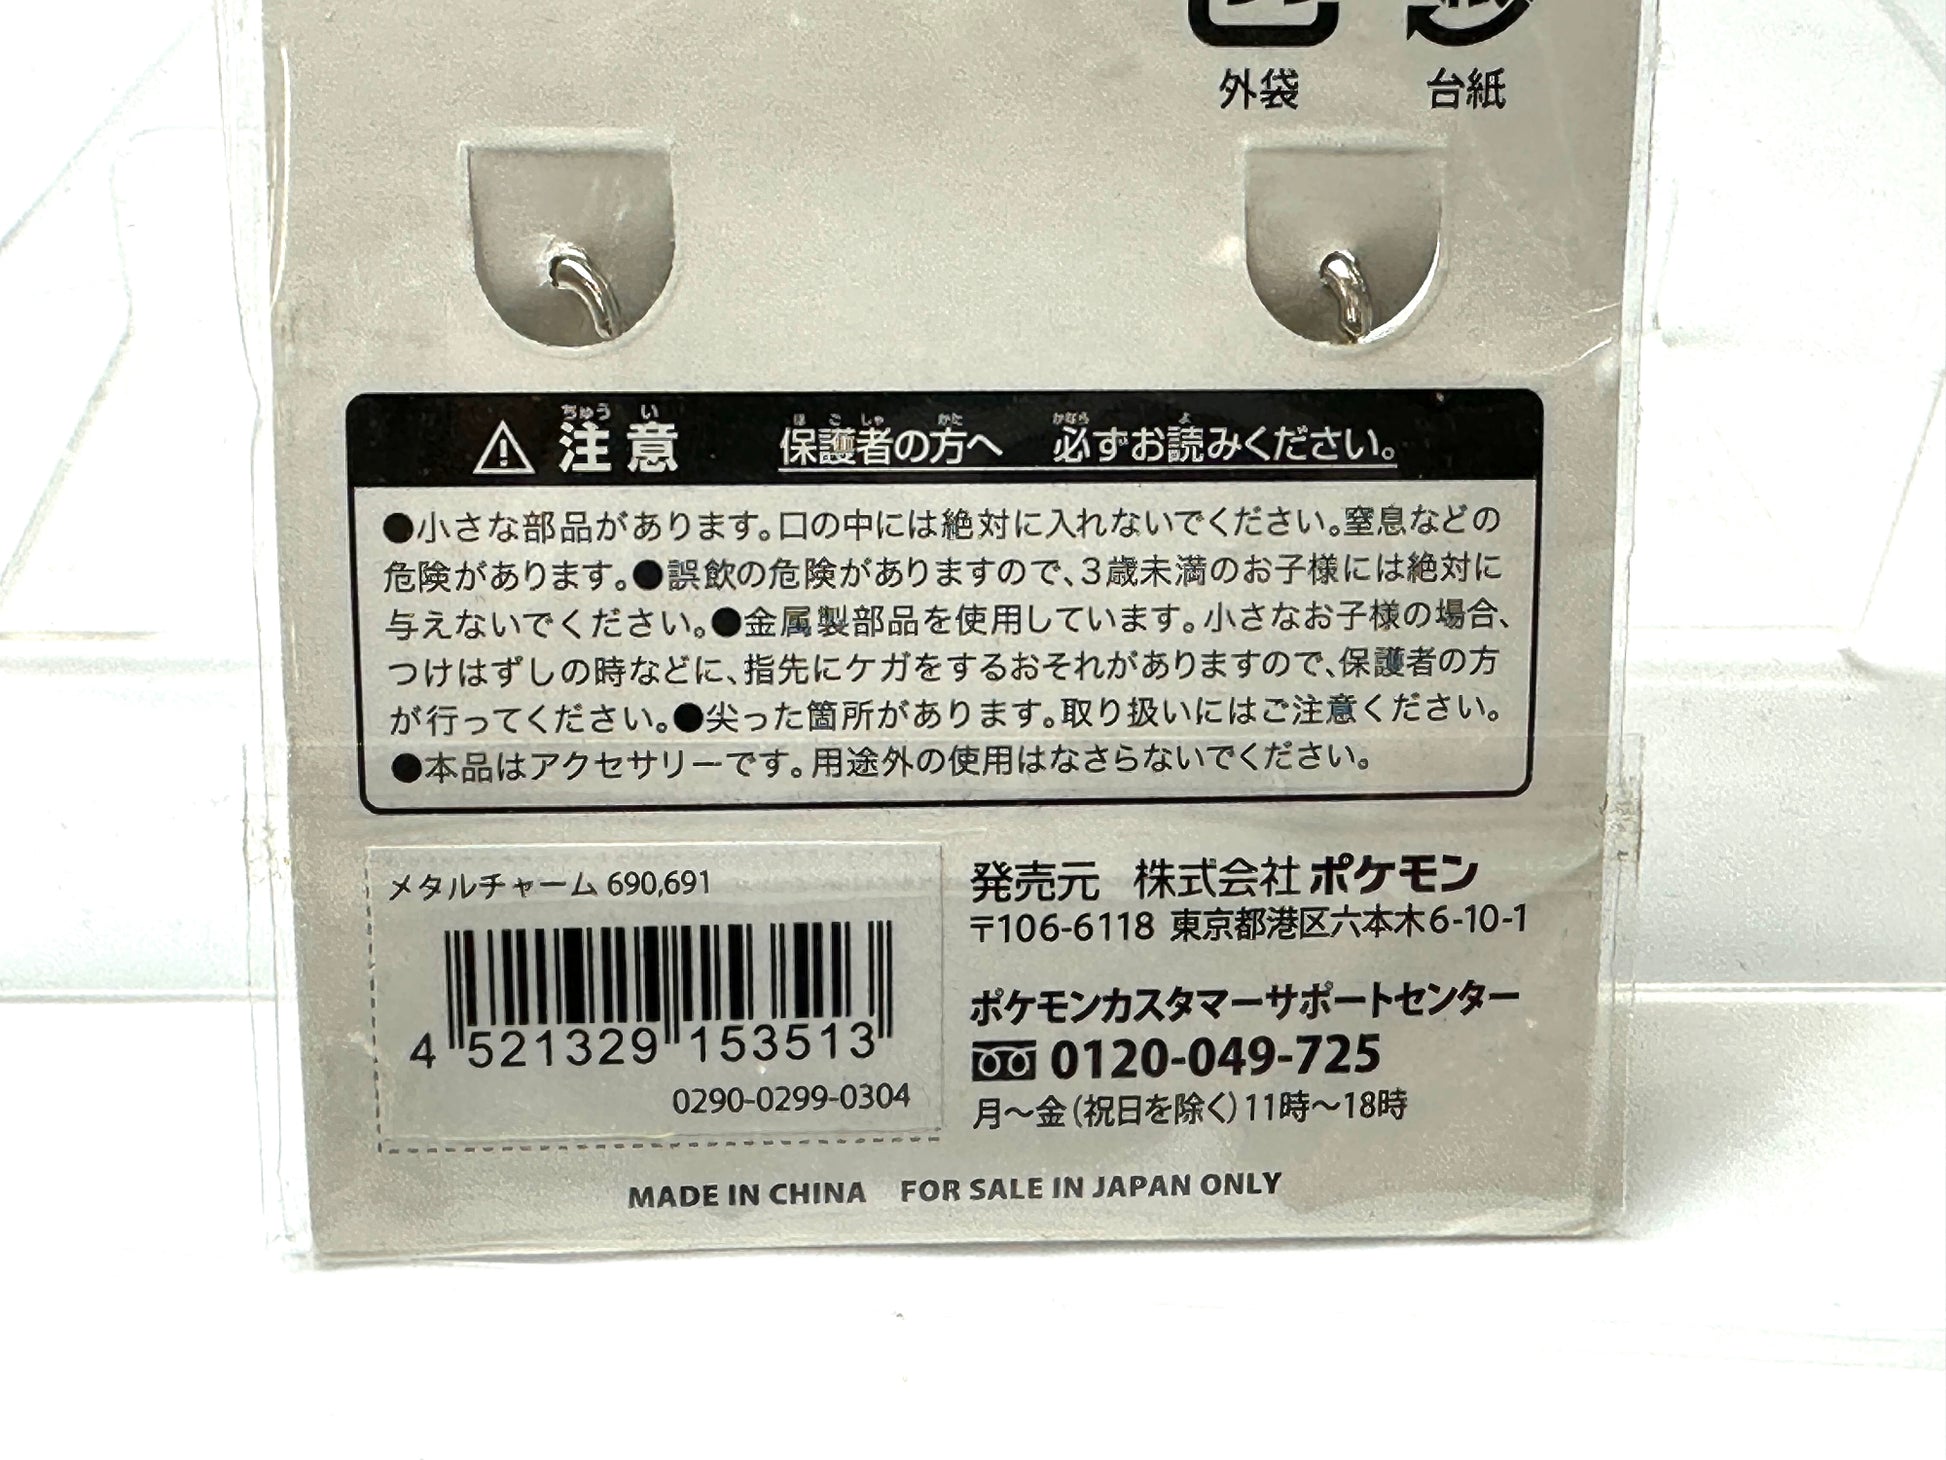 外袋 台紙
ちゅう い ほ ご しゃ かた かなら よ
注意 保護者の方へ 必ずお読みください。
●小さな部品があります。口の中には絶対に入れないでください。窒息などの
危険があります。●誤飲の危険がありますので、3歳未満のお子様には絶対に
与えないでください。●金属製部品を使用しています。小さなお子様の場合、
つけはずしの時などに、指先にケガをするおそれがありますので、保護者の方
が行ってください。●尖った箇所があります。取り扱いにはご注意ください。
●本品はアクセサリーです。用途外の使用はなさらないでください。
メタルチャーム 690,691
4 521329 153513
0290-0299-0304
発売元 株式会社ポケモン
〒106-6118 東京都港区六本木6-10-1
ポケモンカスタマーサポートセンター
0120-049-725
月〜金(祝日を除く)11時〜18時
MADE IN CHINA FOR SALE IN JAPAN ONLY